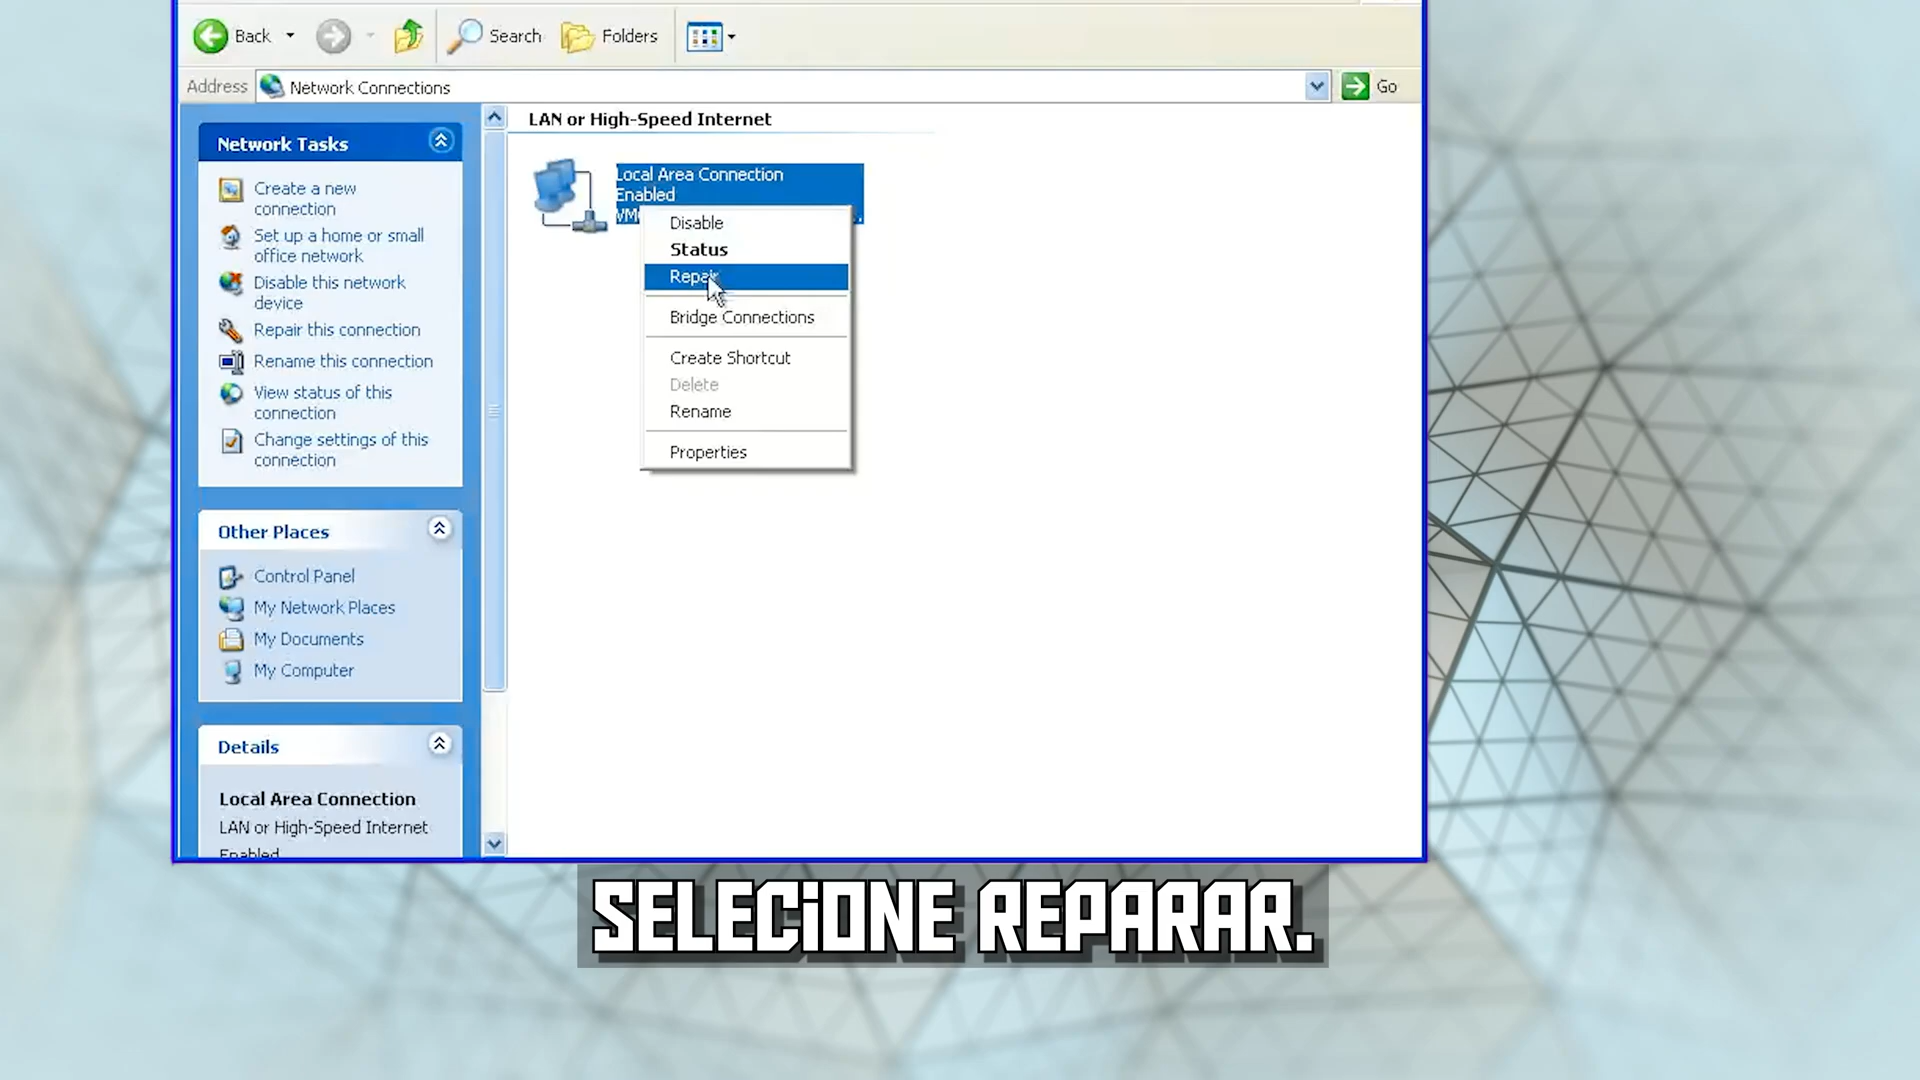 Back
Search
Folders
Address
Network Connections
Go
Network Tasks
Create a new
connection
Set up a home or small
office network
Disable this network
device
Repair this connection
Rename this connection
View status of this
connection
Change settings of this
connection
Other Places
Control Panel
My Network Places
My Documents
My Computer
Details
Local Area Connection
LAN or High-Speed Internet
Enabled
LAN or High-Speed Internet
Local Area Connection
Enabled
Disable
Status
Repair
Bridge Connections
Create Shortcut
Delete
Rename
Properties
SELECiONE REPARAR.